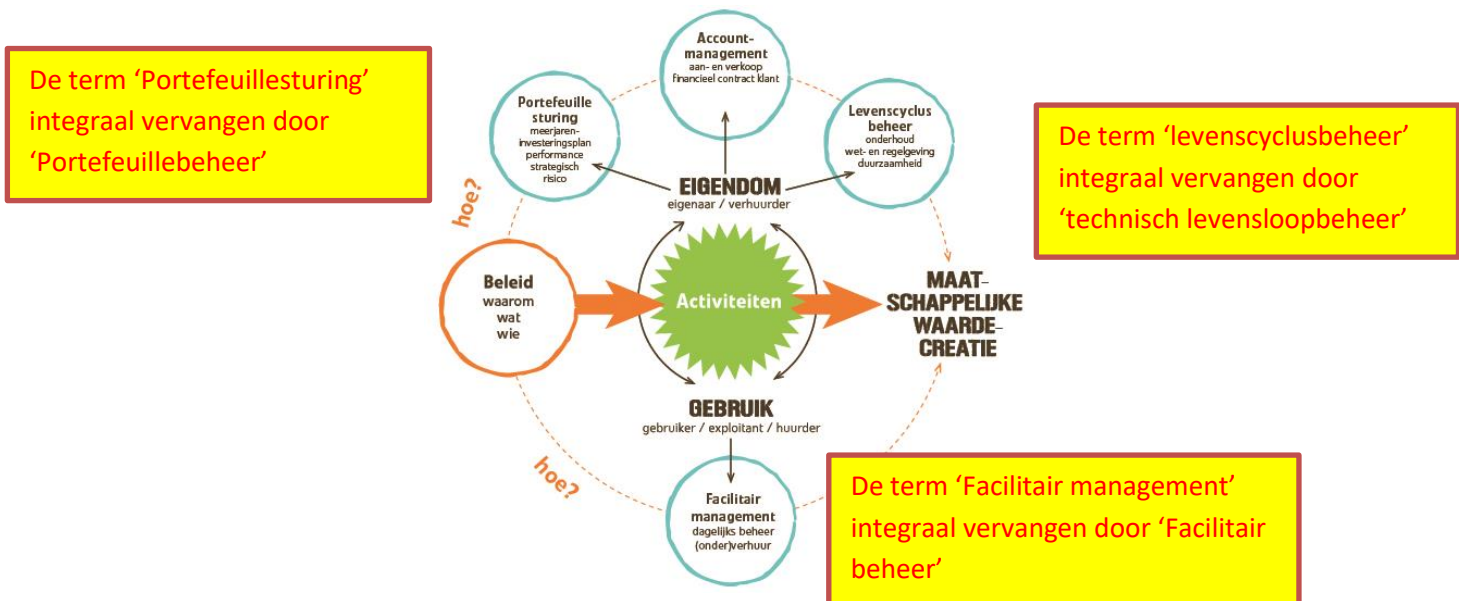 De term ‘Portefeuillesturing’
integraal vervangen door
‘Portefeuillebeheer’
Account-
management
aan- en verkoop
financieel contract klant
Portefeuille
sturing
meerjaren-
investeringsplan
performance
strategisch
risico
Levenscyclus
beheer
onderhoud
wet- en regelgeving
duurzaamheid
De term ‘levenscyclusbeheer’
integraal vervangen door
‘technisch levensloopbeheer’
EIGENDOM
eigenaar / verhuurder
hoe?
Beleid
waarom
wat
wie
Activiteiten
MAAT-
SCHAPPELIJKE
WAARDE-
CREATIE
GEBRUIK
gebruiker / exploitant / huurder
hoe?
Facilitair
management
dagelijks beheer
(onder)verhuur
De term ‘Facilitair management’
integraal vervangen door ‘Facilitair
beheer’